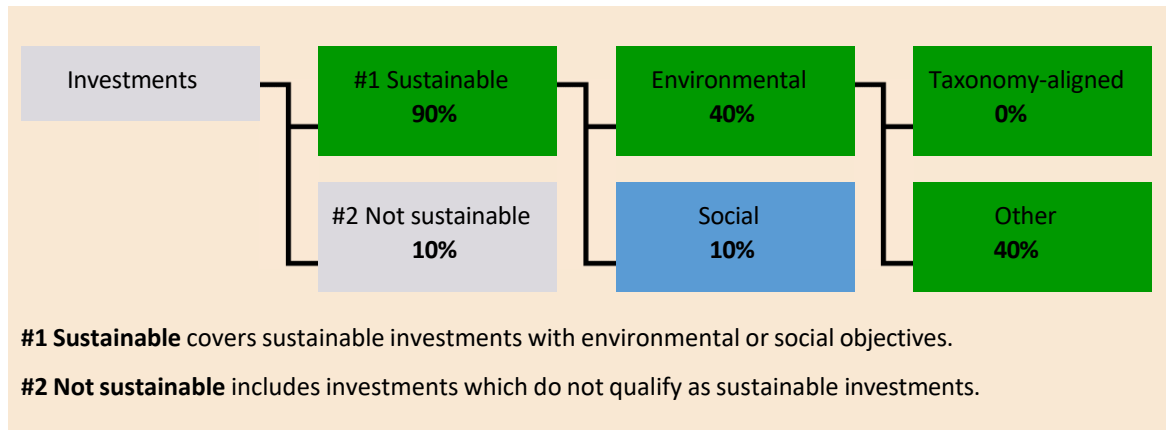 Investments
#1 Sustainable
90%
Environmental
40%
Taxonomy-aligned
0%
#2 Not sustainable
10%
Social
10%
Other
40%
#1 Sustainable covers sustainable investments with environmental or social objectives.
#2 Not sustainable includes investments which do not qualify as sustainable investments.